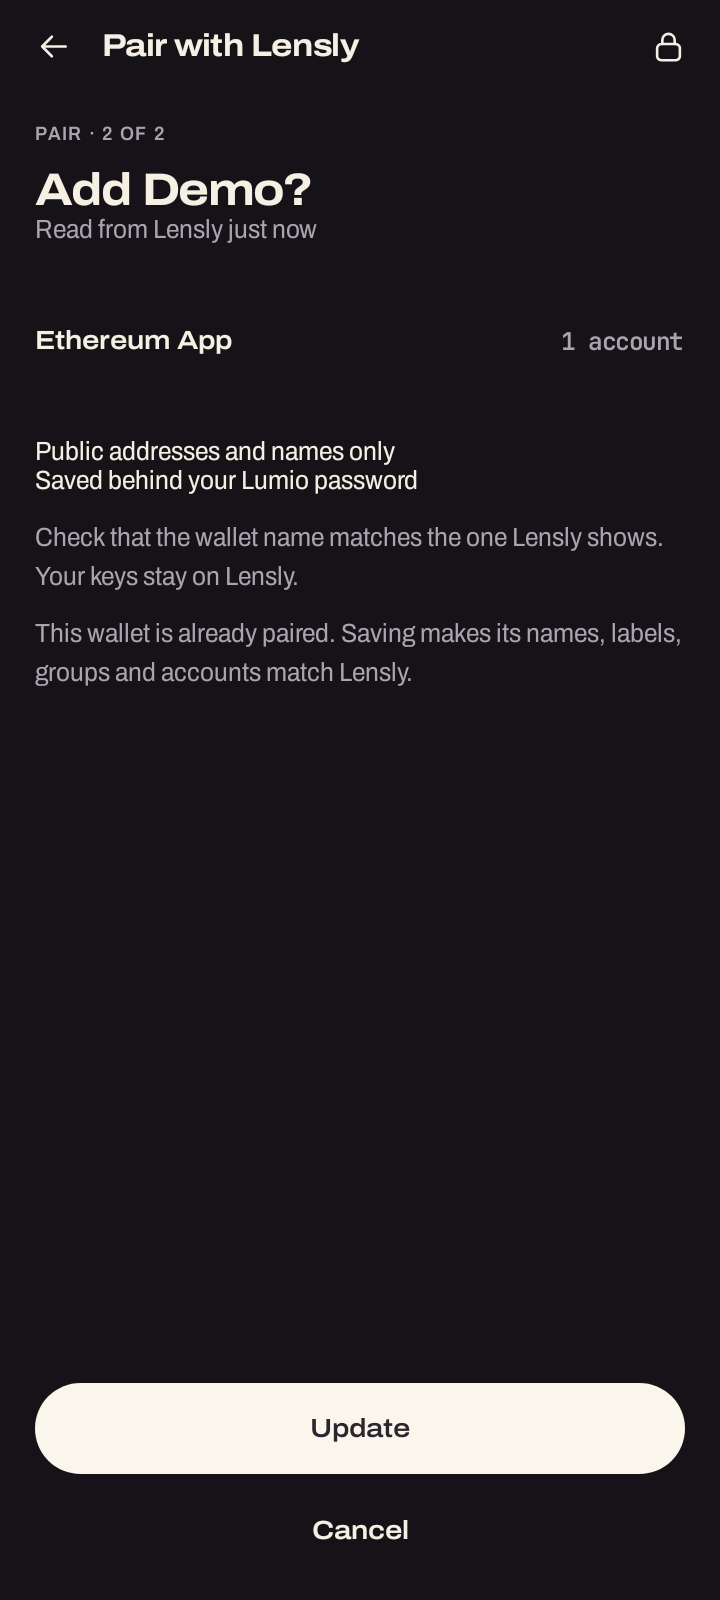 Pair with Lensly
PAIR · 2 OF 2
Add Demo?
Read from Lensly just now
Ethereum App 1 account
Public addresses and names only
Saved behind your Lumio password
Check that the wallet name matches the one Lensly shows.
Your keys stay on Lensly.
This wallet is already paired. Saving makes its names, labels,
groups and accounts match Lensly.
Update
Cancel